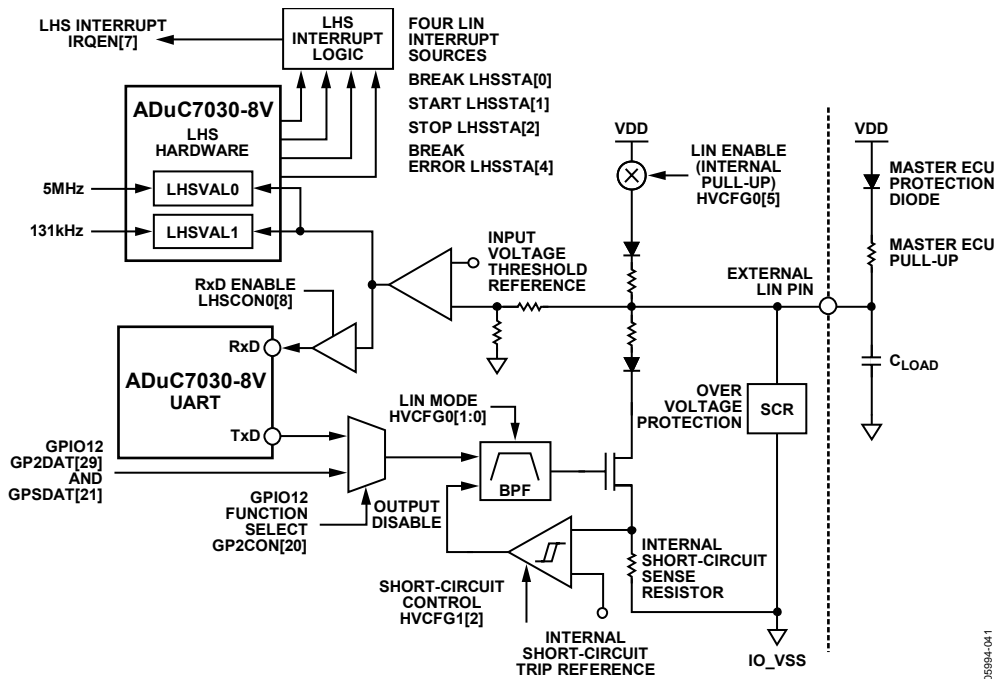 LHS INTERRUPT
IRQEN[7]
LHS
INTERRUPT
LOGIC
FOUR LIN
INTERRUPT
SOURCES
BREAK LHSSTA[0]
START LHSSTA[1]
STOP LHSSTA[2]
BREAK
ERROR LHSSTA[4]
ADuC7030-8V
LHS
HARDWARE
5MHz
LHSVAL0
131kHz
LHSVAL1
VDD
LIN ENABLE
(INTERNAL
PULL-UP)
HVCFG0[5]
VDD
MASTER ECU
PROTECTION
DIODE
MASTER ECU
PULL-UP
INPUT
VOLTAGE
THRESHOLD
REFERENCE
EXTERNAL
LIN PIN
RxD ENABLE
LHSCON0[8]
RxD
ADuC7030-8V
UART
TxD
CLOAD
OVER
VOLTAGE
PROTECTION
SCR
LIN MODE
HVCFG0[1:0]
BPF
GPIO12
GP2DAT[29]
AND
GPSDAT[21]
GPIO12
FUNCTION
SELECT
GP2CON[20]
OUTPUT
DISABLE
SHORT-CIRCUIT
CONTROL
HVCFG1[2]
INTERNAL
SHORT-CIRCUIT
SENSE
RESISTOR
INTERNAL
SHORT-CIRCUIT
TRIP REFERENCE
IO_VSS
05994-041